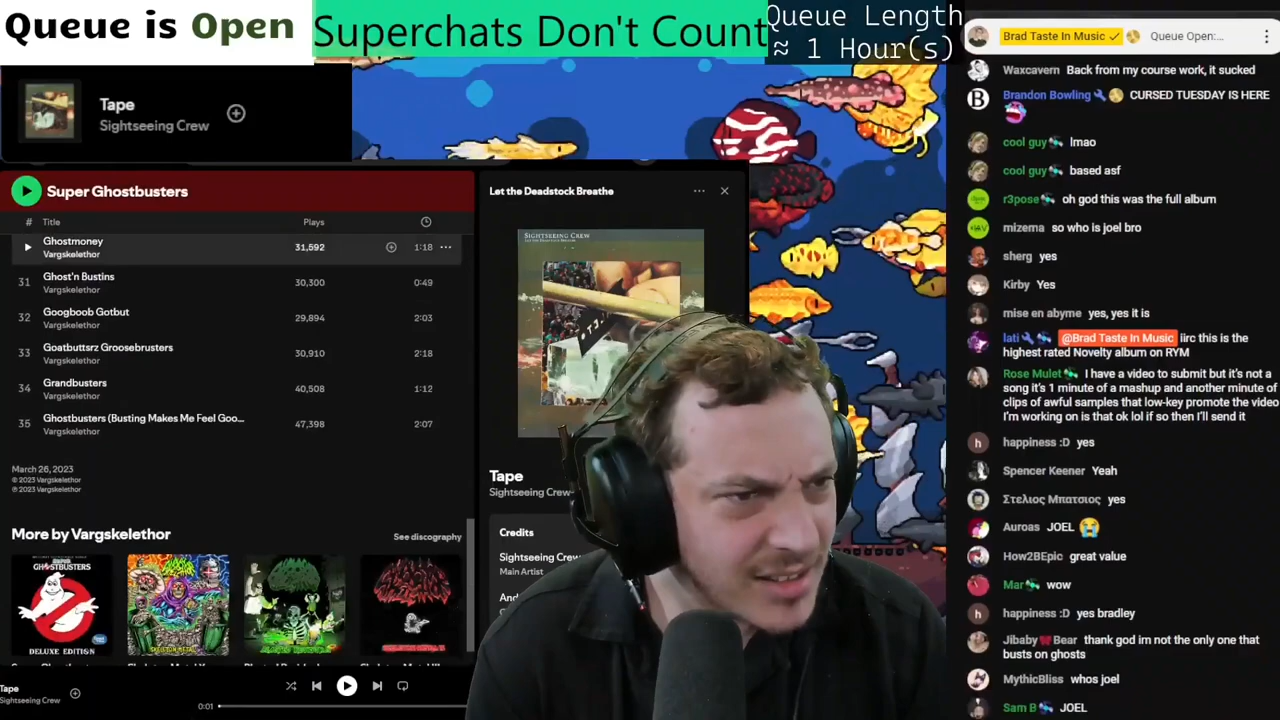 Queue is Open
Superchats Don't Count
Queue Length
≈ 1 Hour(s)
Tape
Sightseeing Crew
Super Ghostbusters
# Title Plays
Ghostmoney
Vargskelethor
31,592 1:18
31 Ghost'n Bustins
Vargskelethor
30,300 0:49
32 Googboob Gotbut
Vargskelethor
29,894 2:03
33 Goatbuttsrz Groosebrusters
Vargskelethor
30,910 2:18
34 Grandbusters
Vargskelethor
40,508 1:12
35 Ghostbusters (Busting Makes Me Feel Goo...
Vargskelethor
47,398 2:07
March 26, 2023
© 2023 Vargskelethor
℗ 2023 Vargskelethor
More by Vargskelethor
See discography
GHOSTBUSTERS
DELUXE EDITION
Tape
Sightseeing Crew
0:01
Let the Deadstock Breathe
SIGHTSEEING CREW
LET THE DEADSTOCK BREATHE
Tape
Sightseeing Crew
Credits
Sightseeing Crew
Main Artist
Brad Taste In Music Queue Open:...
Waxcavern Back from my course work, it sucked
Brandon Bowling CURSED TUESDAY IS HERE
cool guy lmao
cool guy based asf
r3pose oh god this was the full album
mizema so who is joel bro
sherg yes
Kirby Yes
mise en abyme yes, yes it is
lati @Brad Taste In Music iirc this is the
highest rated Novelty album on RYM
Rose Mulet I have a video to submit but it's not a
song it's 1 minute of a mashup and another minute of
clips of awful samples that low-key promote the video
I'm working on is that ok lol if so then I'll send it
happiness :D yes
Spencer Keener Yeah
Στελιος Μπατσιος yes
Auroas JOEL
How2BEpic great value
Mar wow
happiness :D yes bradley
Jibaby Bear thank god im not the only one that
busts on ghosts
MythicBliss whos joel
Sam B JOEL